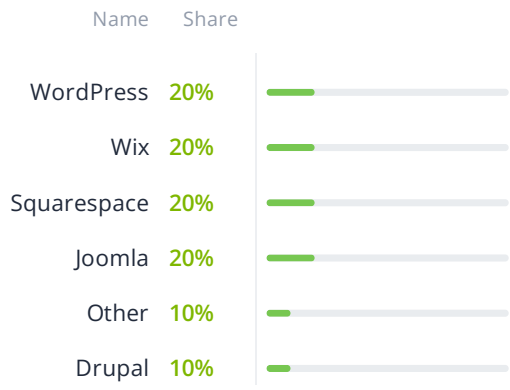 Name Share
WordPress 20%
Wix 20%
Squarespace 20%
Joomla 20%
Other 10%
Drupal 10%